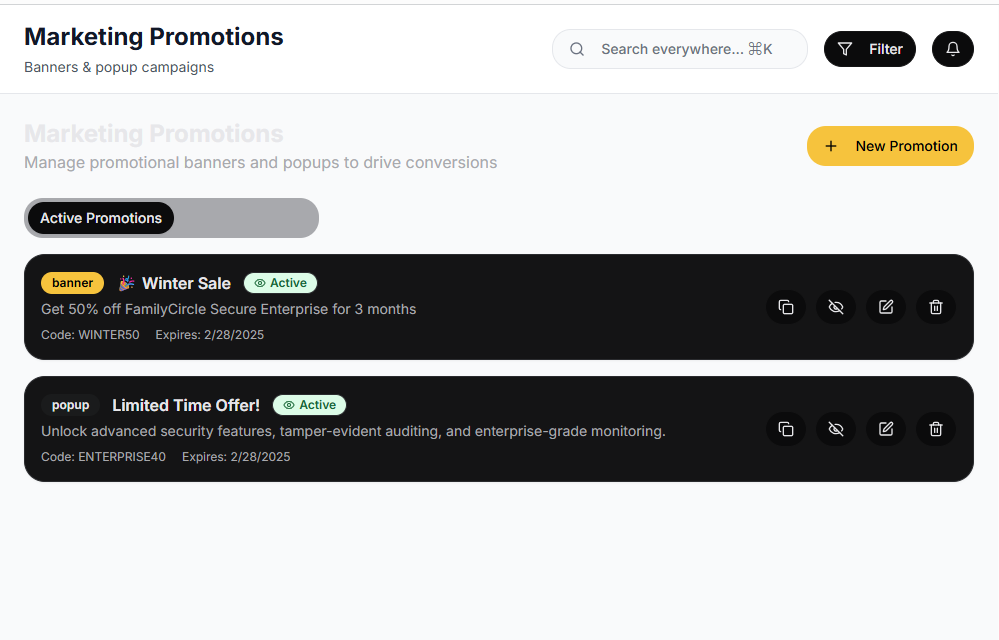 Marketing Promotions
Banners & popup campaigns
Search everywhere... ⌘K
Filter
Marketing Promotions
Manage promotional banners and popups to drive conversions
New Promotion
Active Promotions
banner 🎉 Winter Sale Active
Get 50% off FamilyCircle Secure Enterprise for 3 months
Code: WINTER50 Expires: 2/28/2025
popup Limited Time Offer! Active
Unlock advanced security features, tamper-evident auditing, and enterprise-grade monitoring.
Code: ENTERPRISE40 Expires: 2/28/2025